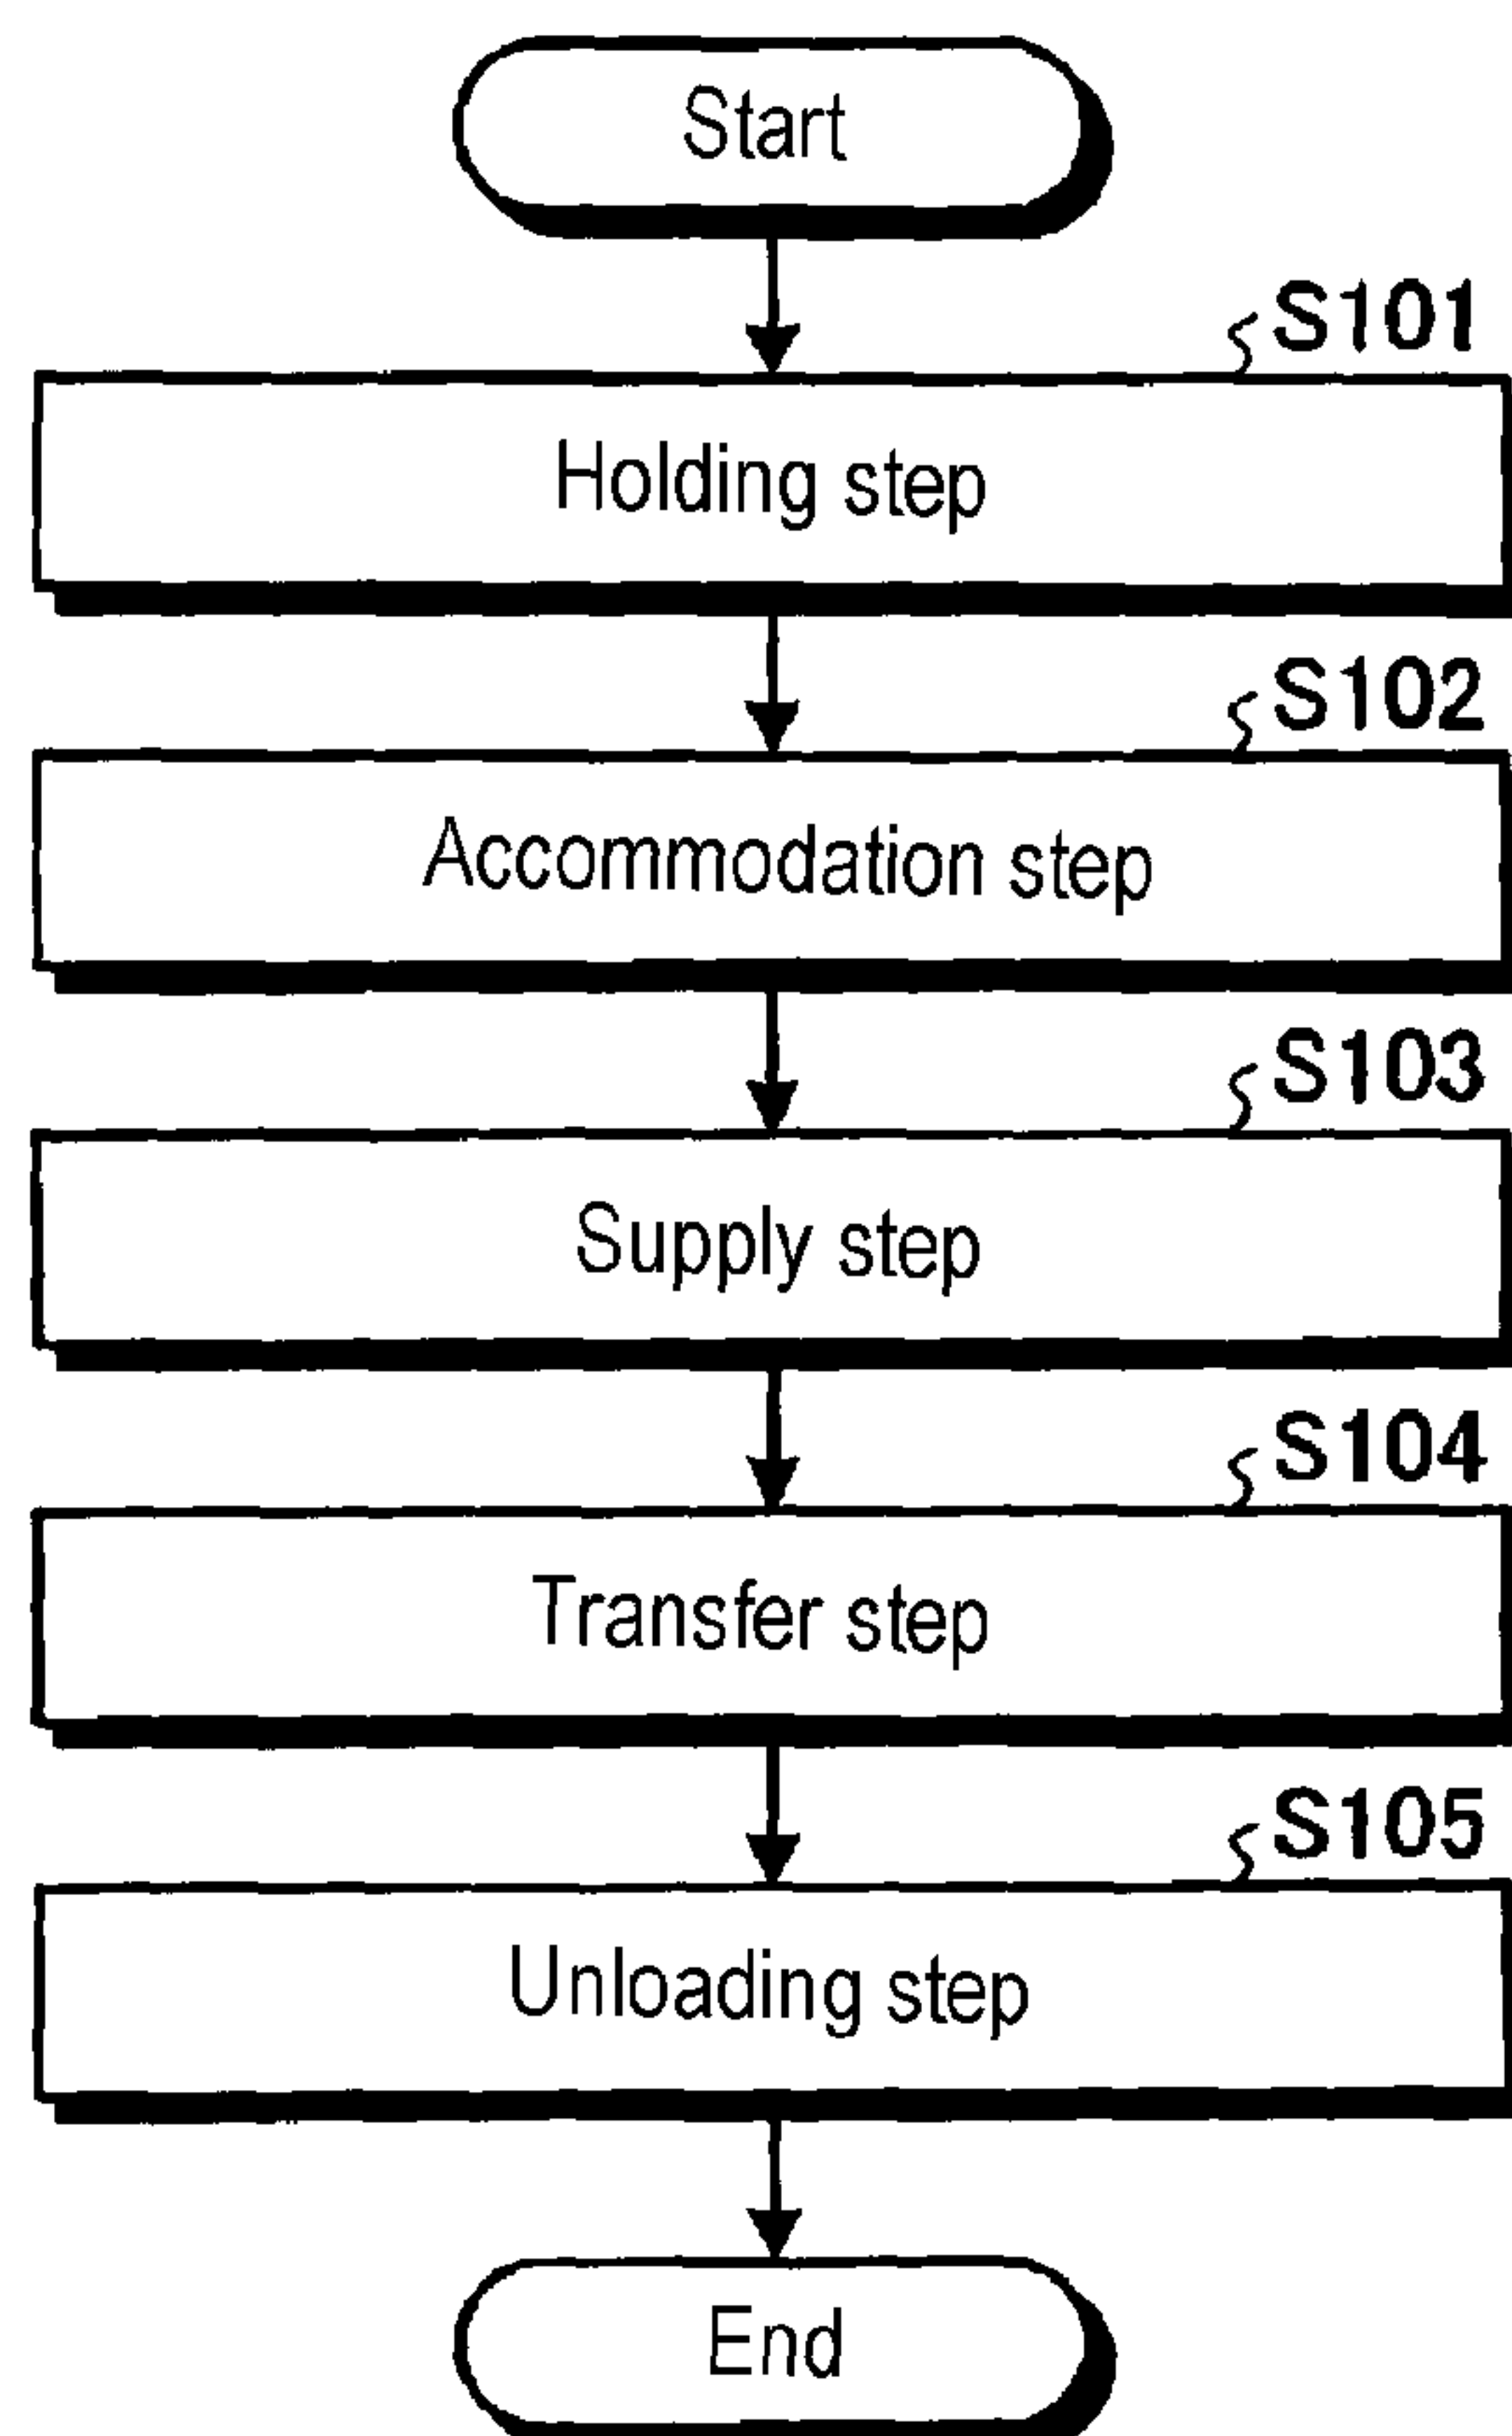 Start
S101
Holding step
S102
Accommodation step
S103
Supply step
S104
Transfer step
S105
Unloading step
End